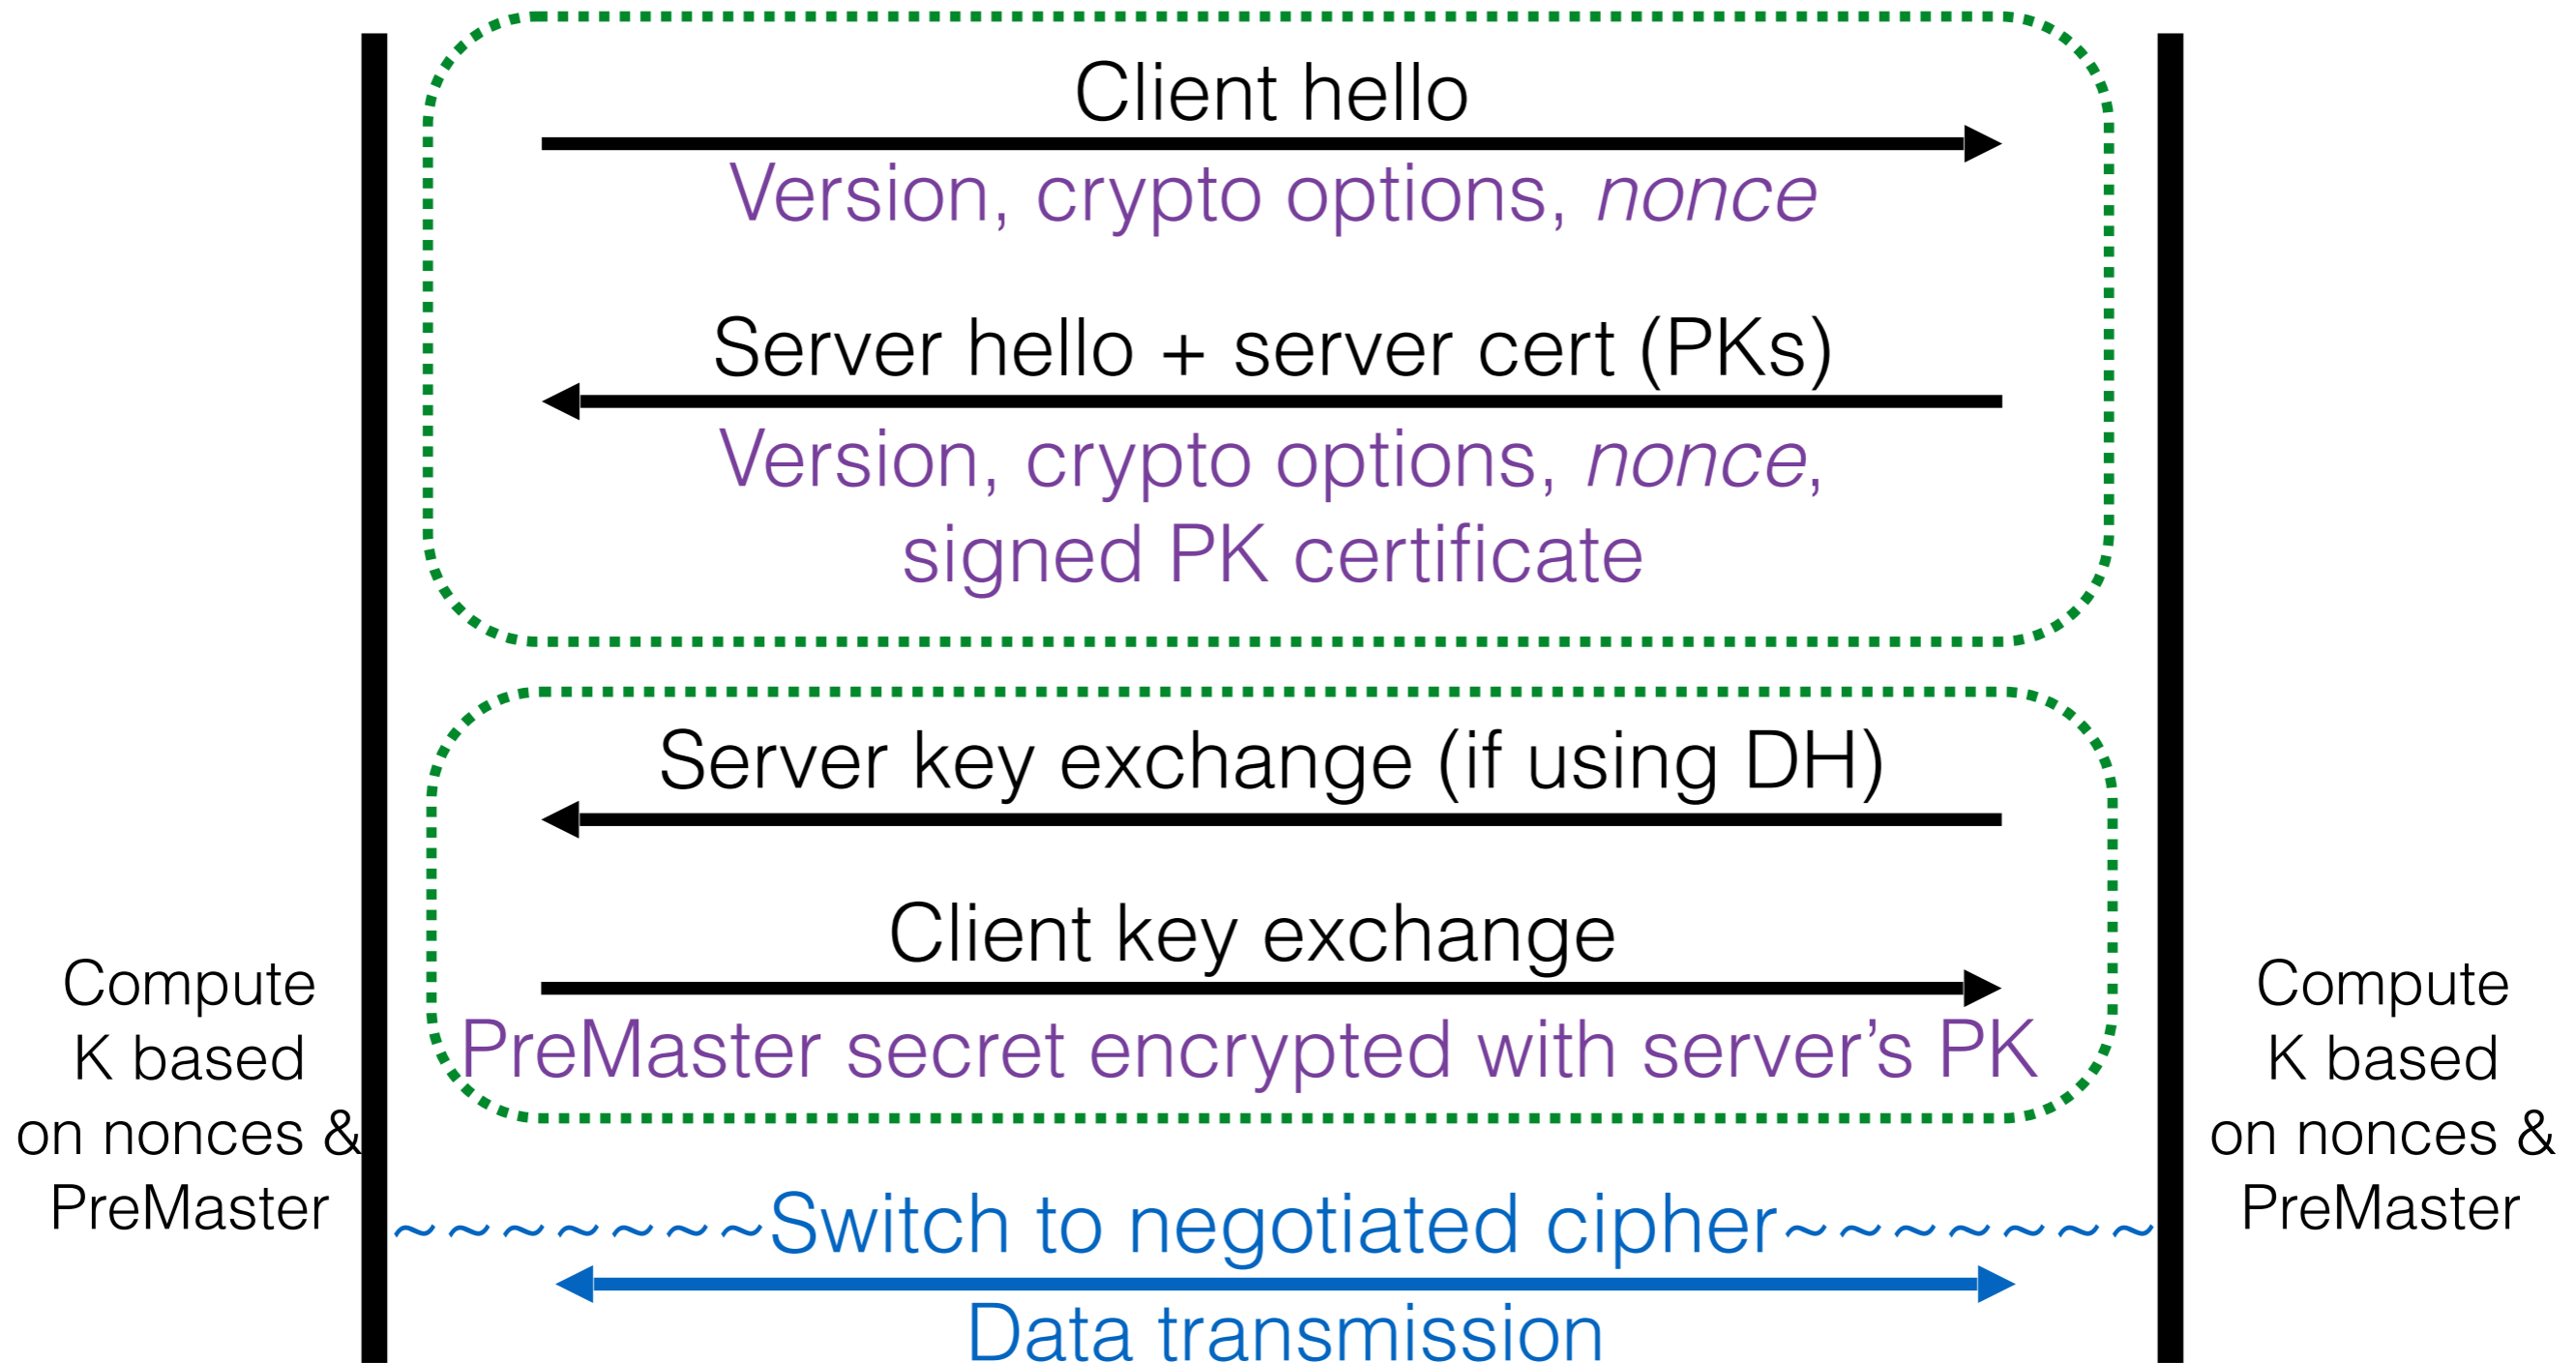 Client hello
Version, crypto options, nonce
Server hello + server cert (PKs)
Version, crypto options, nonce,
signed PK certificate
Server key exchange (if using DH)
Client key exchange
PreMaster secret encrypted with server’s PK
Compute
K based
on nonces &
PreMaster
Compute
K based
on nonces &
PreMaster
~~~~~~~Switch to negotiated cipher~~~~~~~
Data transmission